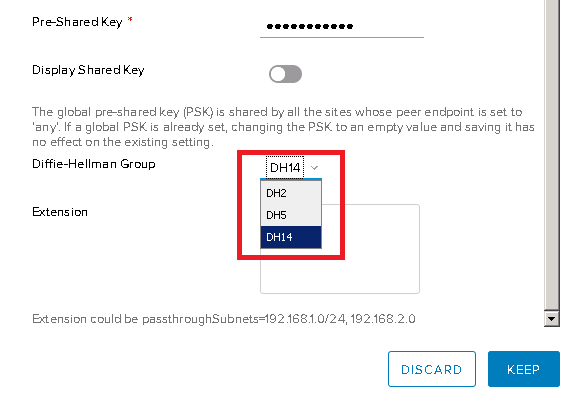 Pre-Shared Key *
●●●●●●●●●●●
Display Shared Key
The global pre-shared key (PSK) is shared by all the sites whose peer endpoint is set to
'any'. If a global PSK is already set, changing the PSK to an empty value and saving it has
no effect on the existing setting.
Diffie-Hellman Group DH14
DH2
DH5
DH14
Extension
Extension could be passthroughSubnets=192.168.1.0/24, 192.168.2.0
DISCARD KEEP